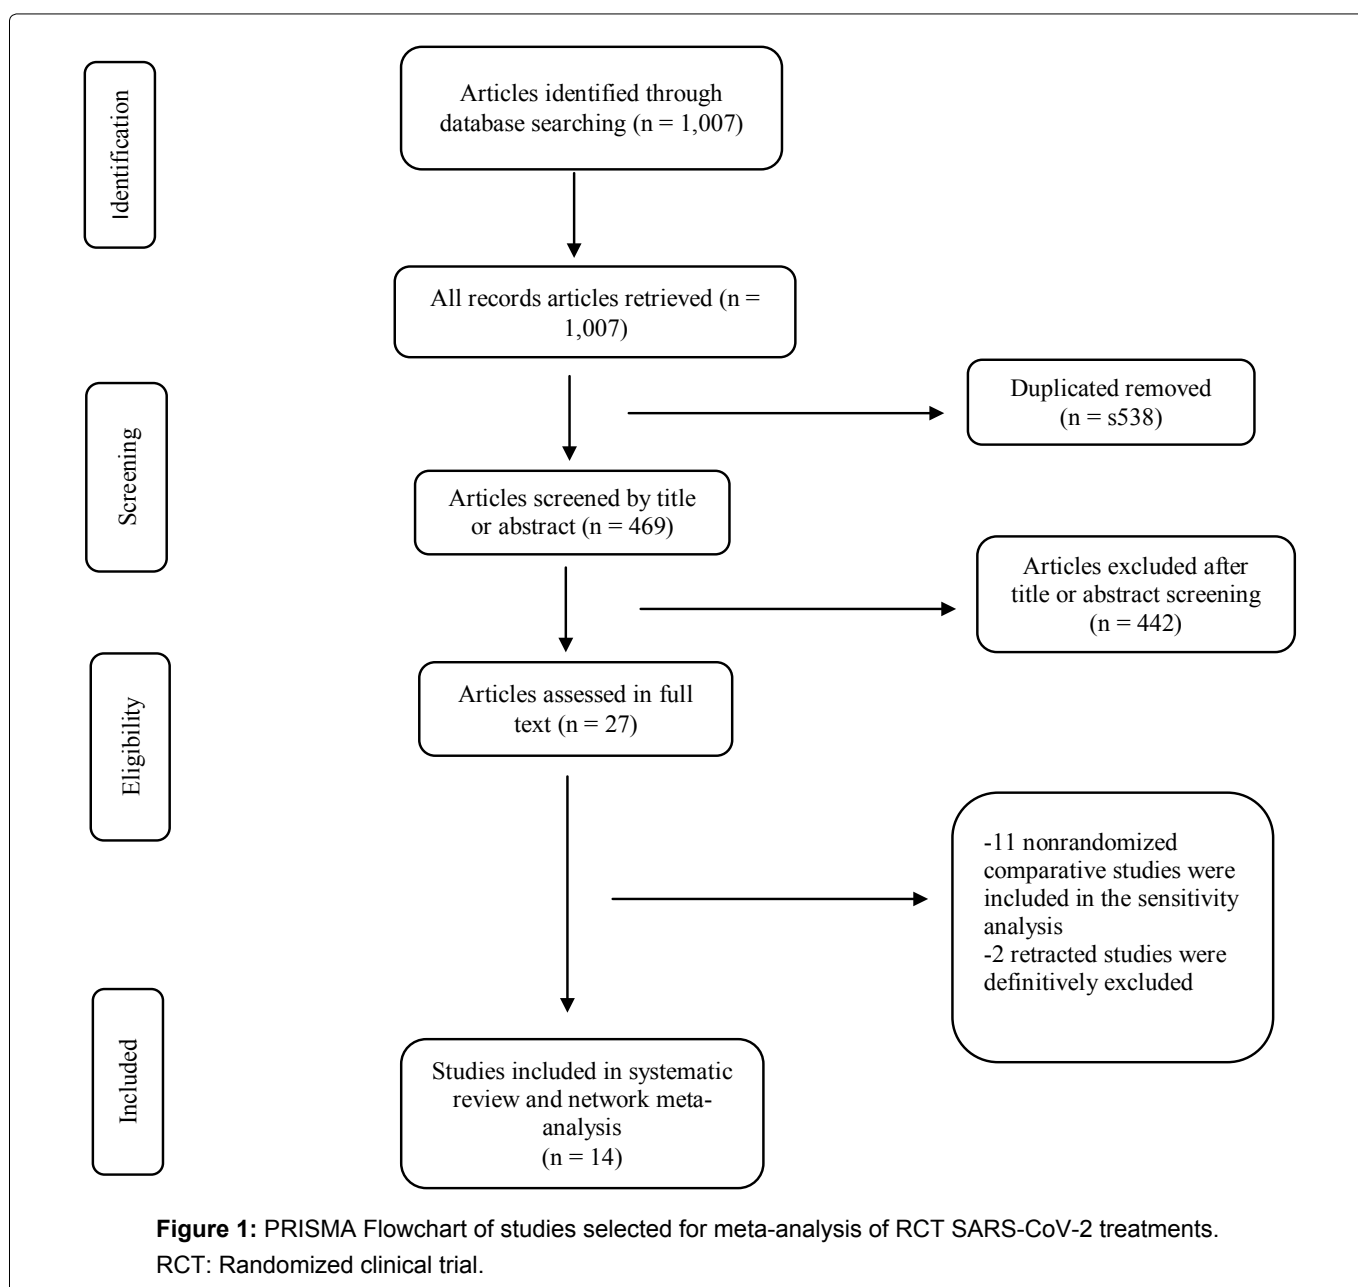 Identification
Articles identified through
database searching (n = 1,007)
All records articles retrieved (n =
1,007)
Screening
Duplicated removed
(n = s538)
Articles screened by title
or abstract (n = 469)
Articles excluded after
title or abstract screening
(n = 442)
Eligibility
Articles assessed in full
text (n = 27)
-11 nonrandomized
comparative studies were
included in the sensitivity
analysis
-2 retracted studies were
definitively excluded
Included
Studies included in systematic
review and network meta-
analysis
(n = 14)
Figure 1: PRISMA Flowchart of studies selected for meta-analysis of RCT SARS-CoV-2 treatments.
RCT: Randomized clinical trial.